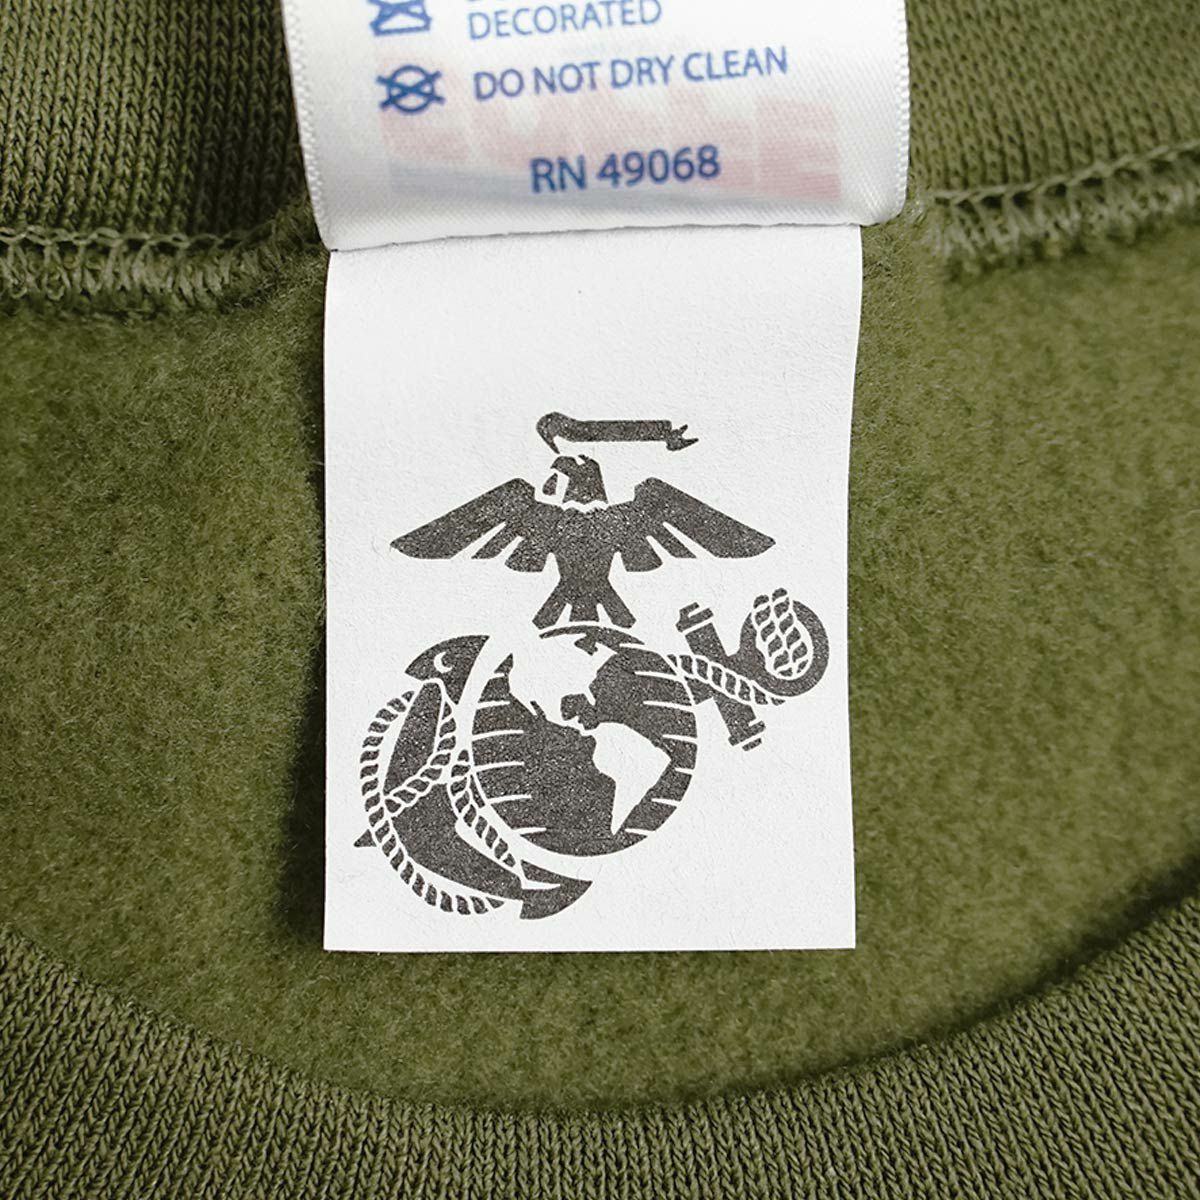 DECORATED
DO NOT DRY CLEAN
RN 49068